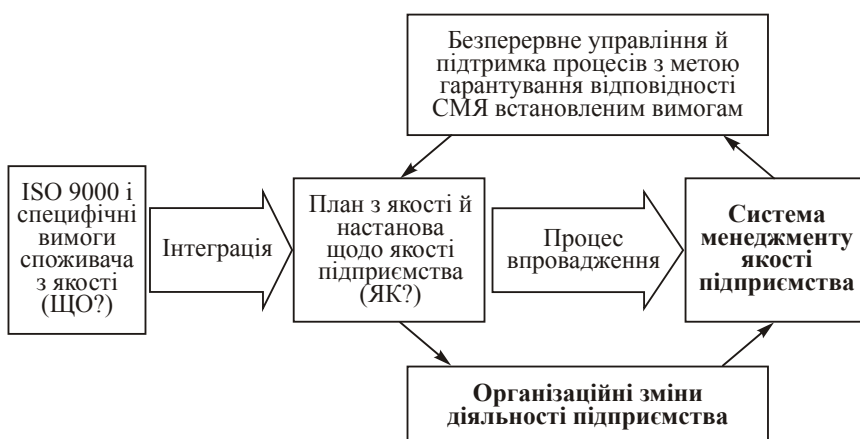 Безперервне управління й
підтримка процесів з метою
гарантування відповідності
СМЯ встановленим вимогам
ISO 9000 і
специфічні
вимоги
споживача
з якості
(ЩО?)
Інтеграція
План з якості й
настанова
щодо якості
підприємства
(ЯК?)
Процес
впровадження
Система
менеджменту
якості
підприємства
Організаційні зміни
діяльності підприємства